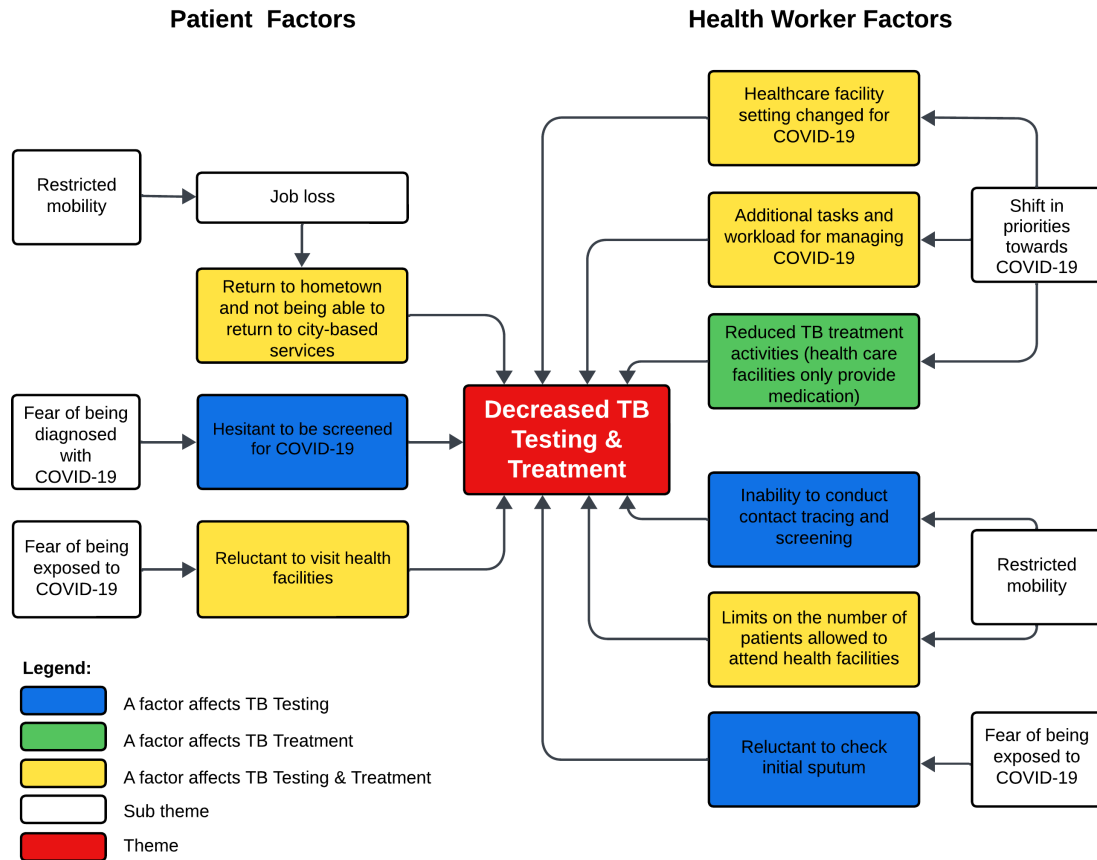 Patient Factors
Health Worker Factors
Restricted
mobility
Job loss
Return to hometown
and not being able to
return to city-based
services
Fear of being
diagnosed
with
COVID-19
Hesitant to be screened
for COVID-19
Fear of being
exposed to
COVID-19
Reluctant to visit health
facilities
Decreased TB
Testing &
Treatment
Healthcare facility
setting changed for
COVID-19
Additional tasks and
workload for managing
COVID-19
Reduced TB treatment
activities (health care
facilities only provide
medication)
Shift in
priorities
towards
COVID-19
Inability to conduct
contact tracing and
screening
Limits on the number of
patients allowed to
attend health facilities
Restricted
mobility
Reluctant to check
initial sputum
Fear of being
exposed to
COVID-19
Legend:
A factor affects TB Testing
A factor affects TB Treatment
A factor affects TB Testing & Treatment
Sub theme
Theme